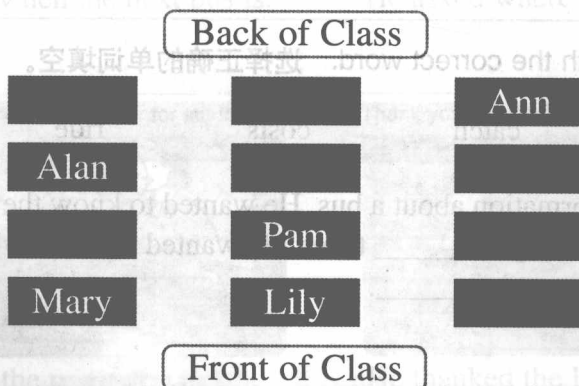 Back of Class
Ann
Alan
Pam
Mary Lily
Front of Class